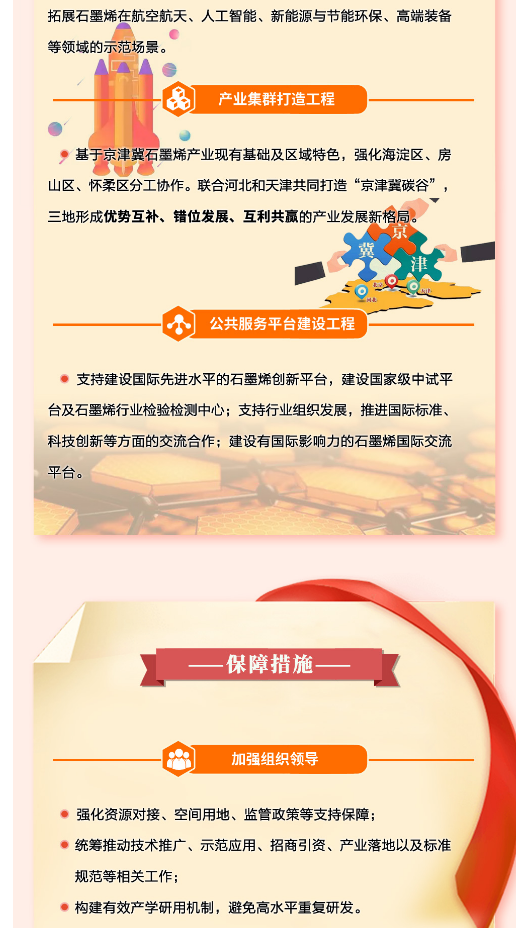 拓展石墨烯在航空航天、人工智能、新能源与节能环保、高端装备
等领域的示范场景。
产业集群打造工程
基于京津冀石墨烯产业现有基础及区域特色，强化海淀区、房
山区、怀柔区分工协作。联合河北和天津共同打造“京津冀碳谷”，
三地形成优势互补、错位发展、互利共赢的产业发展新格局。
京
冀
津
公共服务平台建设工程
支持建设国际先进水平的石墨烯创新平台，建设国家级中试平
台及石墨烯行业检验检测中心；支持行业组织发展，推进国际标准、
科技创新等方面的交流合作；建设有国际影响力的石墨烯国际交流
平台。
——保障措施——
加强组织领导
强化资源对接、空间用地、监管政策等支持保障；
统筹推动技术推广、示范应用、招商引资、产业落地以及标准
规范等相关工作；
构建有效产学研用机制，避免高水平重复研发。